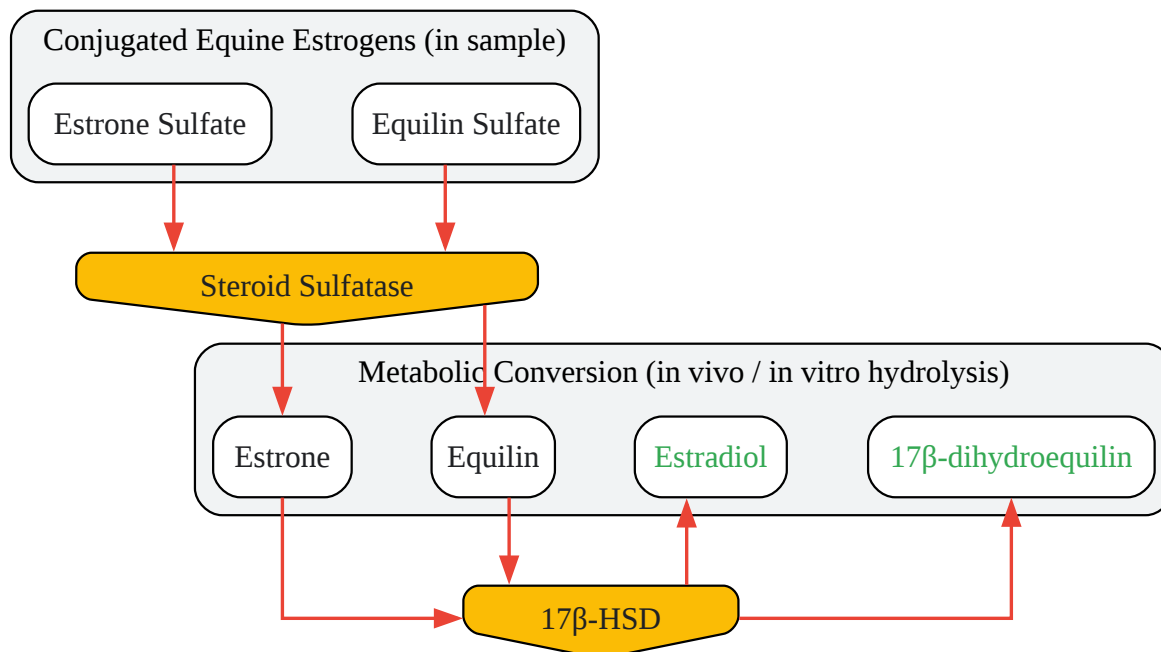 Conjugated Equine Estrogens (in sample)
Estrone Sulfate
Equilin Sulfate
Steroid Sulfatase
Metabolic Conversion (in vivo / in vitro hydrolysis)
Estrone
Equilin
Estradiol
17β-dihydroequilin
17β-HSD